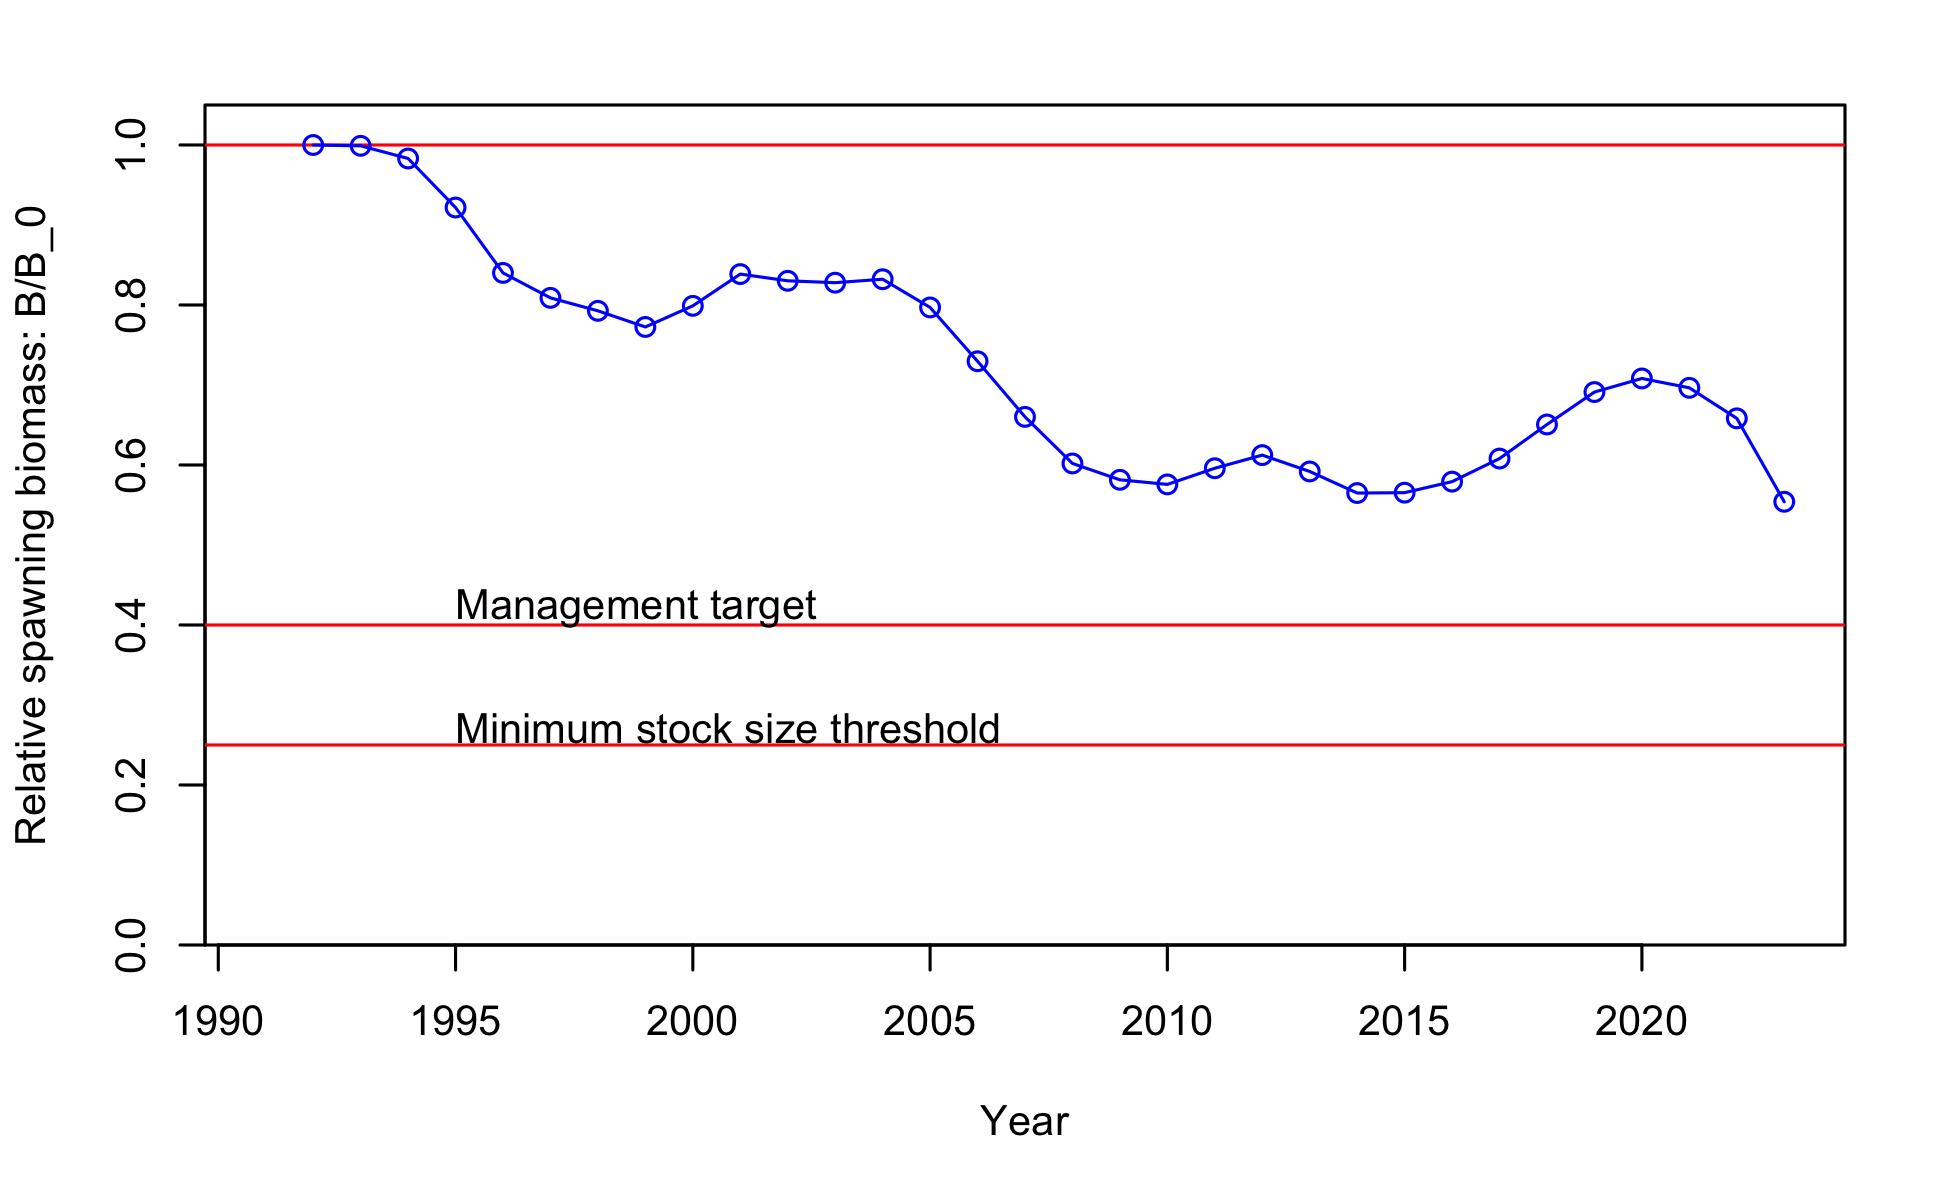 Relative spawning biomass: B/B_0
1.0
0.8
0.6
0.4
0.2
0.0
Management target
Minimum stock size threshold
1990 1995 2000 2005 2010 2015 2020
Year